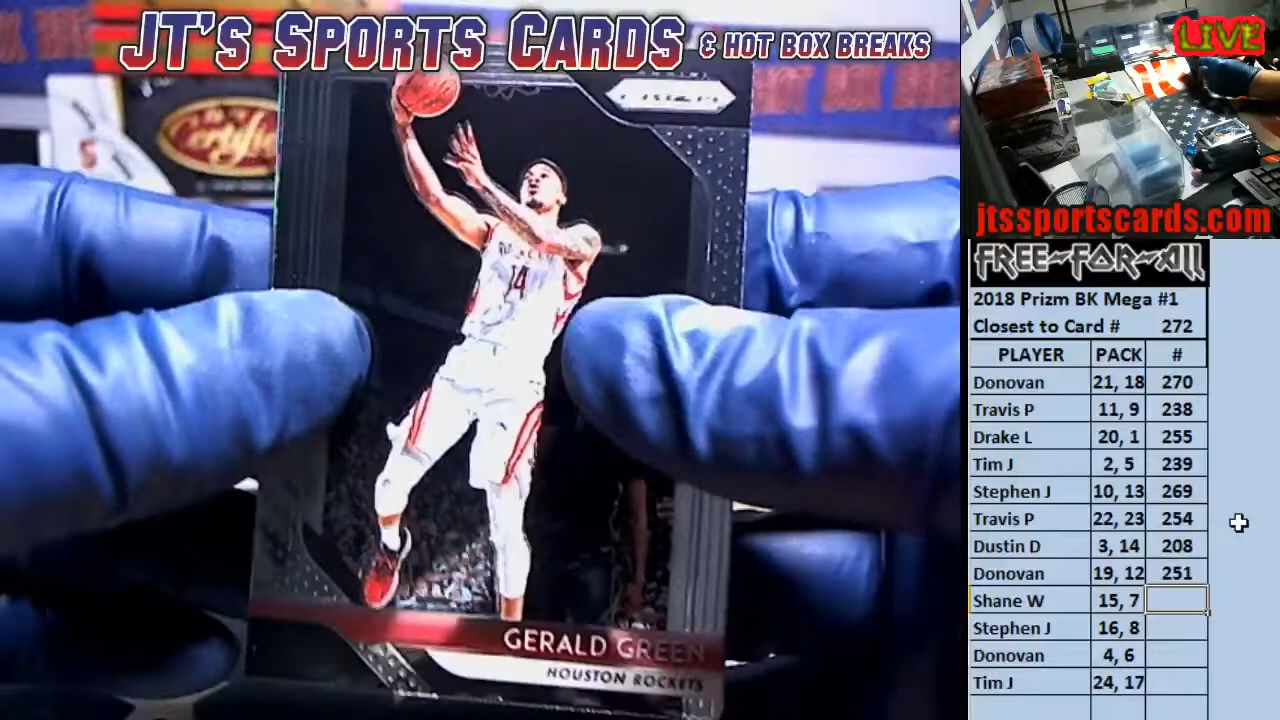 JT's Sports Cards & Hot Box Breaks
LIVE
jtssportscards.com
PRIZM
14
GERALD GREEN
HOUSTON ROCKETS
FREE-FOR-ALL
2018 Prizm BK Mega #1
Closest to Card # 272
PLAYER PACK #
Donovan 21, 18 270
Travis P 11, 9 238
Drake L 20, 1 255
Tim J 2, 5 239
Stephen J 10, 13 269
Travis P 22, 23 254
Dustin D 3, 14 208
Donovan 19, 12 251
Shane W 15, 7
Stephen J 16, 8
Donovan 4, 6
Tim J 24, 17